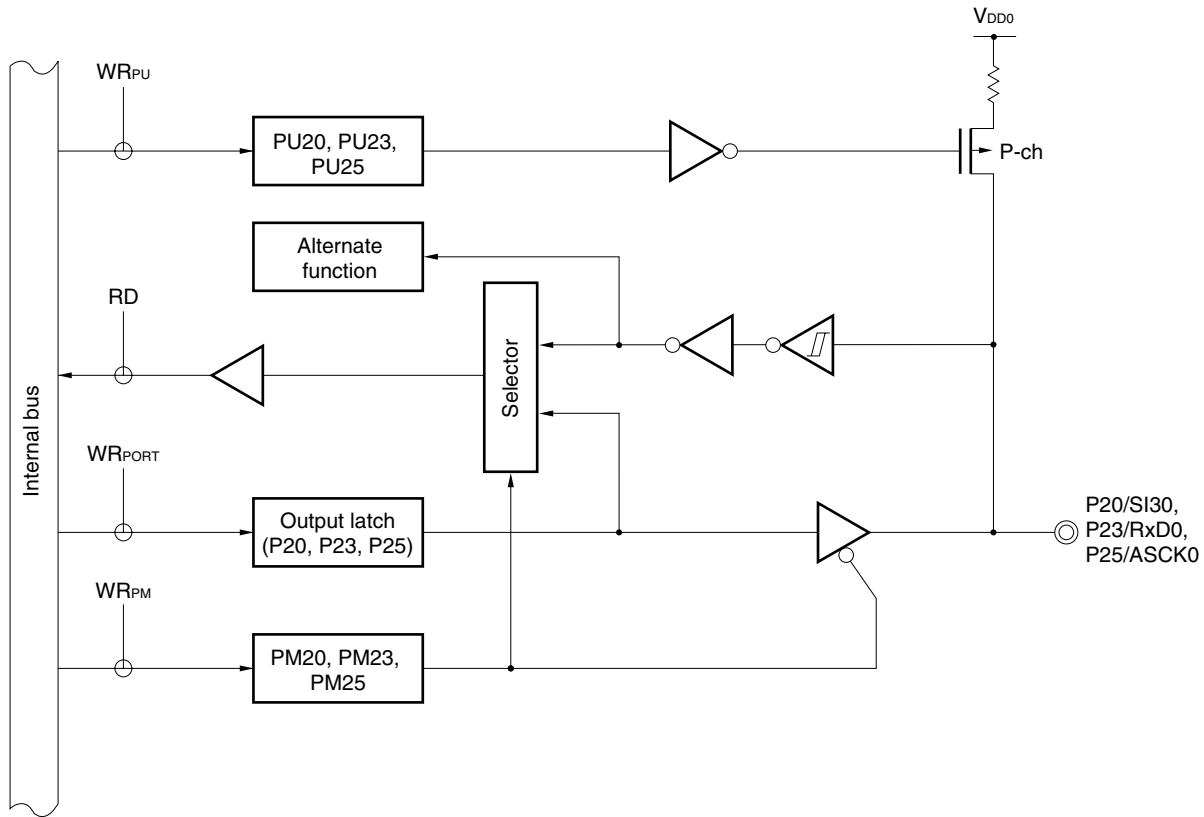 VDD0
WRPU
PU20, PU23,
PU25
P-ch
Alternate
function
RD
Selector
Internal bus
WRPORT
Output latch
(P20, P23, P25)
P20/SI30,
P23/RxD0,
P25/ASCK0
WRPM
PM20, PM23,
PM25